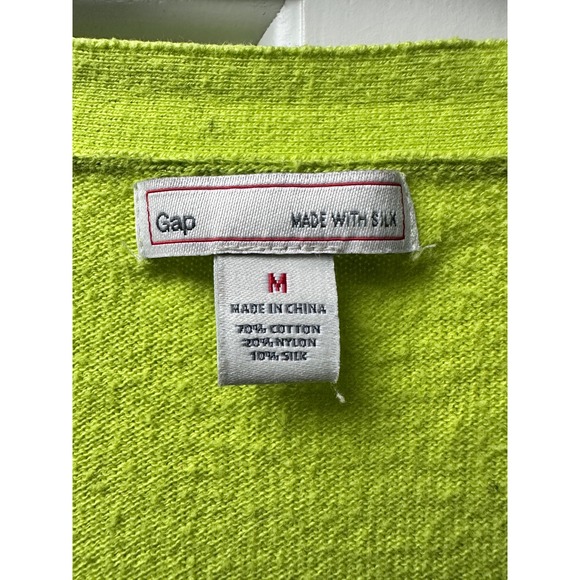 Gap MADE WITH SILK
M
MADE IN CHINA
70% COTTON
20% NYLON
10% SILK